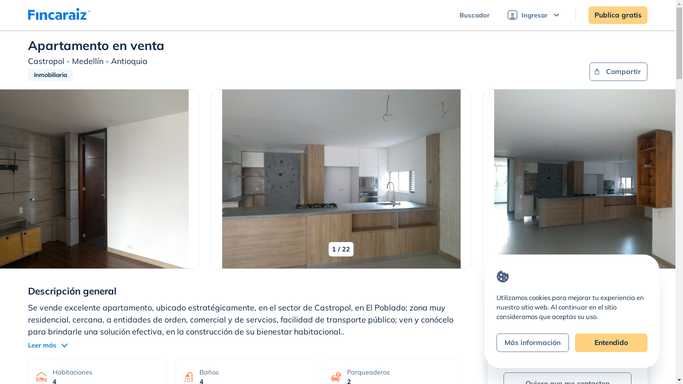 Fincaraiz
Buscador
Ingresar
Publica gratis
Apartamento en venta
Castropol - Medellín - Antioquia
Inmobiliaria
Compartir
1 / 22
Descripción general
Se vende excelente apartamento, ubicado estratégicamente, en el sector de Castropol, en El Poblado; zona muy
residencial, cercana, a entidades de orden, comercial y de servicios, facilidad de transporte público; ven y conócelo
para brindarle una solución efectiva, en la construcción de su bienestar habitacional..
Leer más
Habitaciones
4
Baños
4
Parqueaderos
2
Utilizamos cookies para mejorar tu experiencia en
nuestro sitio web. Al continuar en el sitio
consideramos que aceptas su uso.
Más información
Entendido
Quiero que me contacten